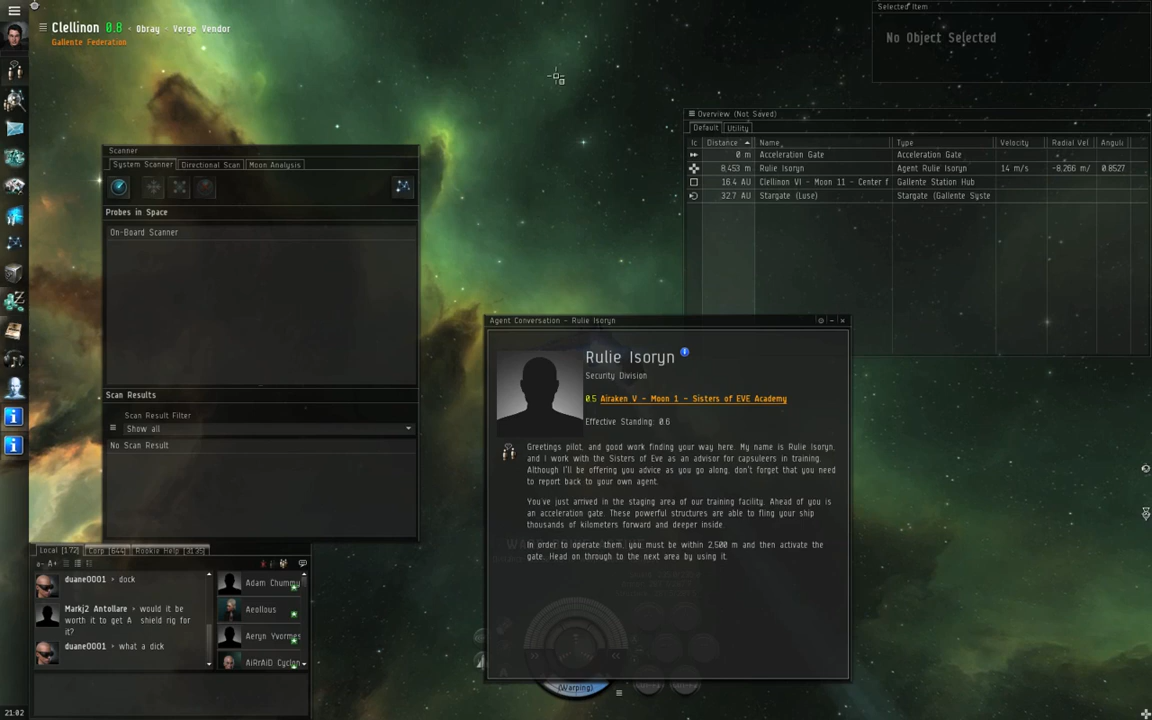 Clellinon 0.8 < Obray < Verge Vendor
Gallente Federation
Selected Item
No Object Selected
Overview (Not Saved)
Default Utility
Ic Distance Name Type Velocity Radial Vel Anguli
0 m Acceleration Gate Acceleration Gate
8,453 m Rulie Isoryn Agent Rulie Isoryn 14 m/s -8,266 m/ 0.8527
16.4 AU Clellinon VI - Moon 11 - Center f Gallente Station Hub
32.7 AU Stargate (Luse) Stargate (Gallente Syste
Scanner
System Scanner Directional Scan Moon Analysis
Probes in Space
On-Board Scanner
Scan Results
Scan Result Filter
Show all
No Scan Result
Agent Conversation - Rulie Isoryn
Rulie Isoryn
Security Division
0.5 Airaken V - Moon 1 - Sisters of EVE Academy
Effective Standing: 0.6
Greetings pilot, and good work finding your way here. My name is Rulie Isoryn,
and I work with the Sisters of Eve as an advisor for capsuleers in training.
Although I'll be offering you advice as you go along, don't forget that you need
to report back to your own agent.
You've just arrived in the staging area of our training facility. Ahead of you is
an acceleration gate. These powerful structures are able to fling your ship
thousands of kilometers forward and deeper inside.
In order to operate them, you must be within 2,500 m and then activate the
gate. Head on through to the next area by using it.
(Warping)
Local [172] Corp [644] Rookie Help [3135]
duane0001 > dock
Markj2 Antollare > would it be
worth it to get A shield rig for
it?
duane0001 > what a dick
Adam Chummy
Aeollous
Aeryn Yvormes
AiRrAiD Cyclon
21:02